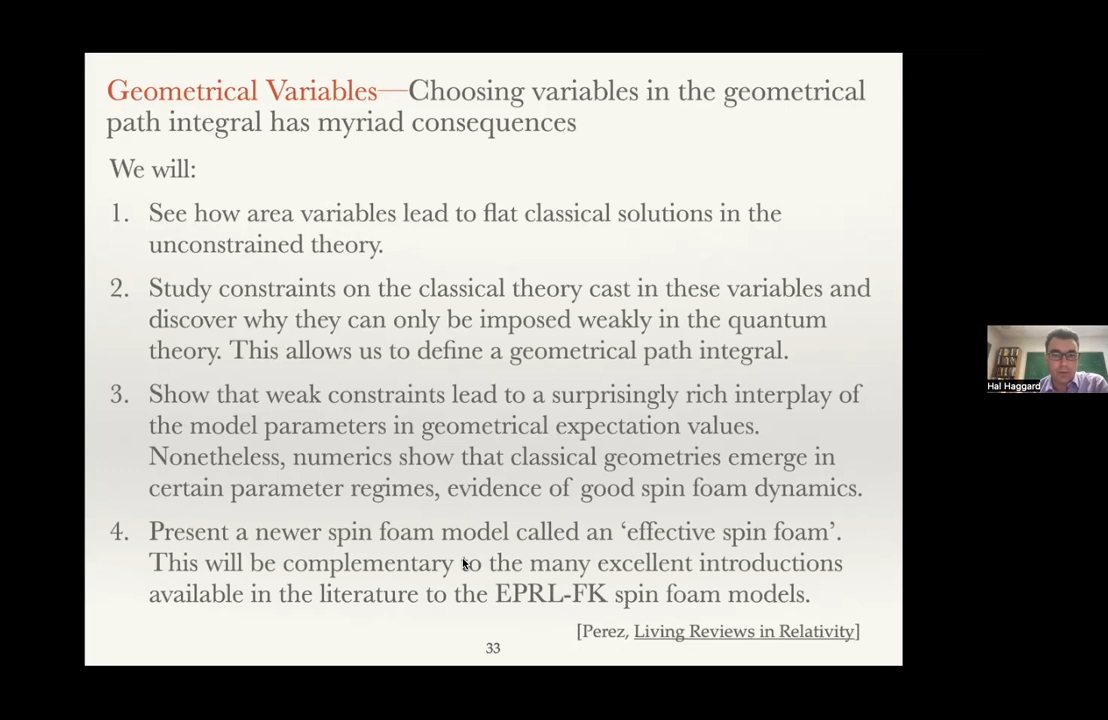 Geometrical Variables—Choosing variables in the geometrical
path integral has myriad consequences
We will:
1. See how area variables lead to flat classical solutions in the
unconstrained theory.
2. Study constraints on the classical theory cast in these variables and
discover why they can only be imposed weakly in the quantum
theory. This allows us to define a geometrical path integral.
3. Show that weak constraints lead to a surprisingly rich interplay of
the model parameters in geometrical expectation values.
Nonetheless, numerics show that classical geometries emerge in
certain parameter regimes, evidence of good spin foam dynamics.
4. Present a newer spin foam model called an ‘effective spin foam’.
This will be complementary to the many excellent introductions
available in the literature to the EPRL-FK spin foam models.
[Perez, Living Reviews in Relativity]
33
Hal Haggard